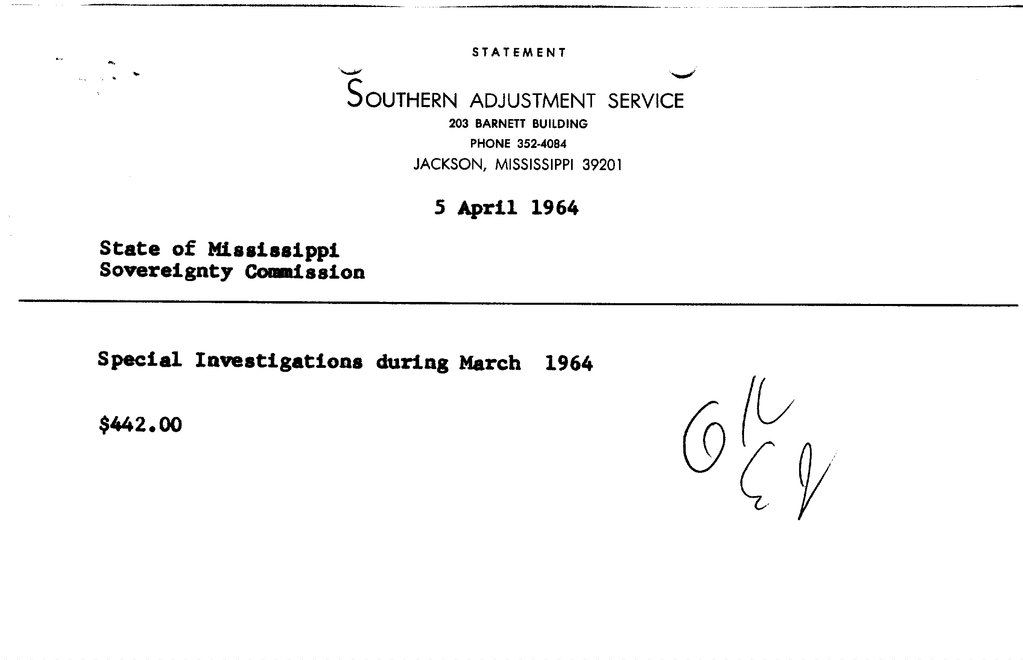 STATEMENT
SOUTHERN ADJUSTMENT SERVICE
203 BARNETT BUILDING
PHONE 352-4084
JACKSON, MISSISSIPPI 39201
5 April 1964
State of Mississippi
Sovereignty Commission
Special Investigations during March 1964
$442.00
OK